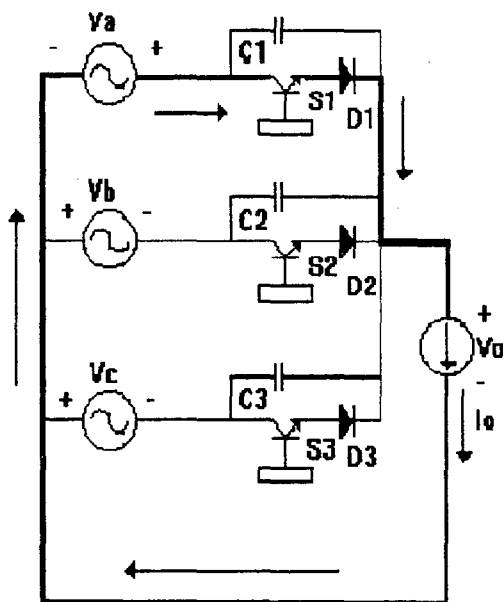 Va
- +
C1
S1
D1
Vb
+ -
C2
S2
D2
Vc
+ -
C3
S3
D3
+
Vo
-
Io